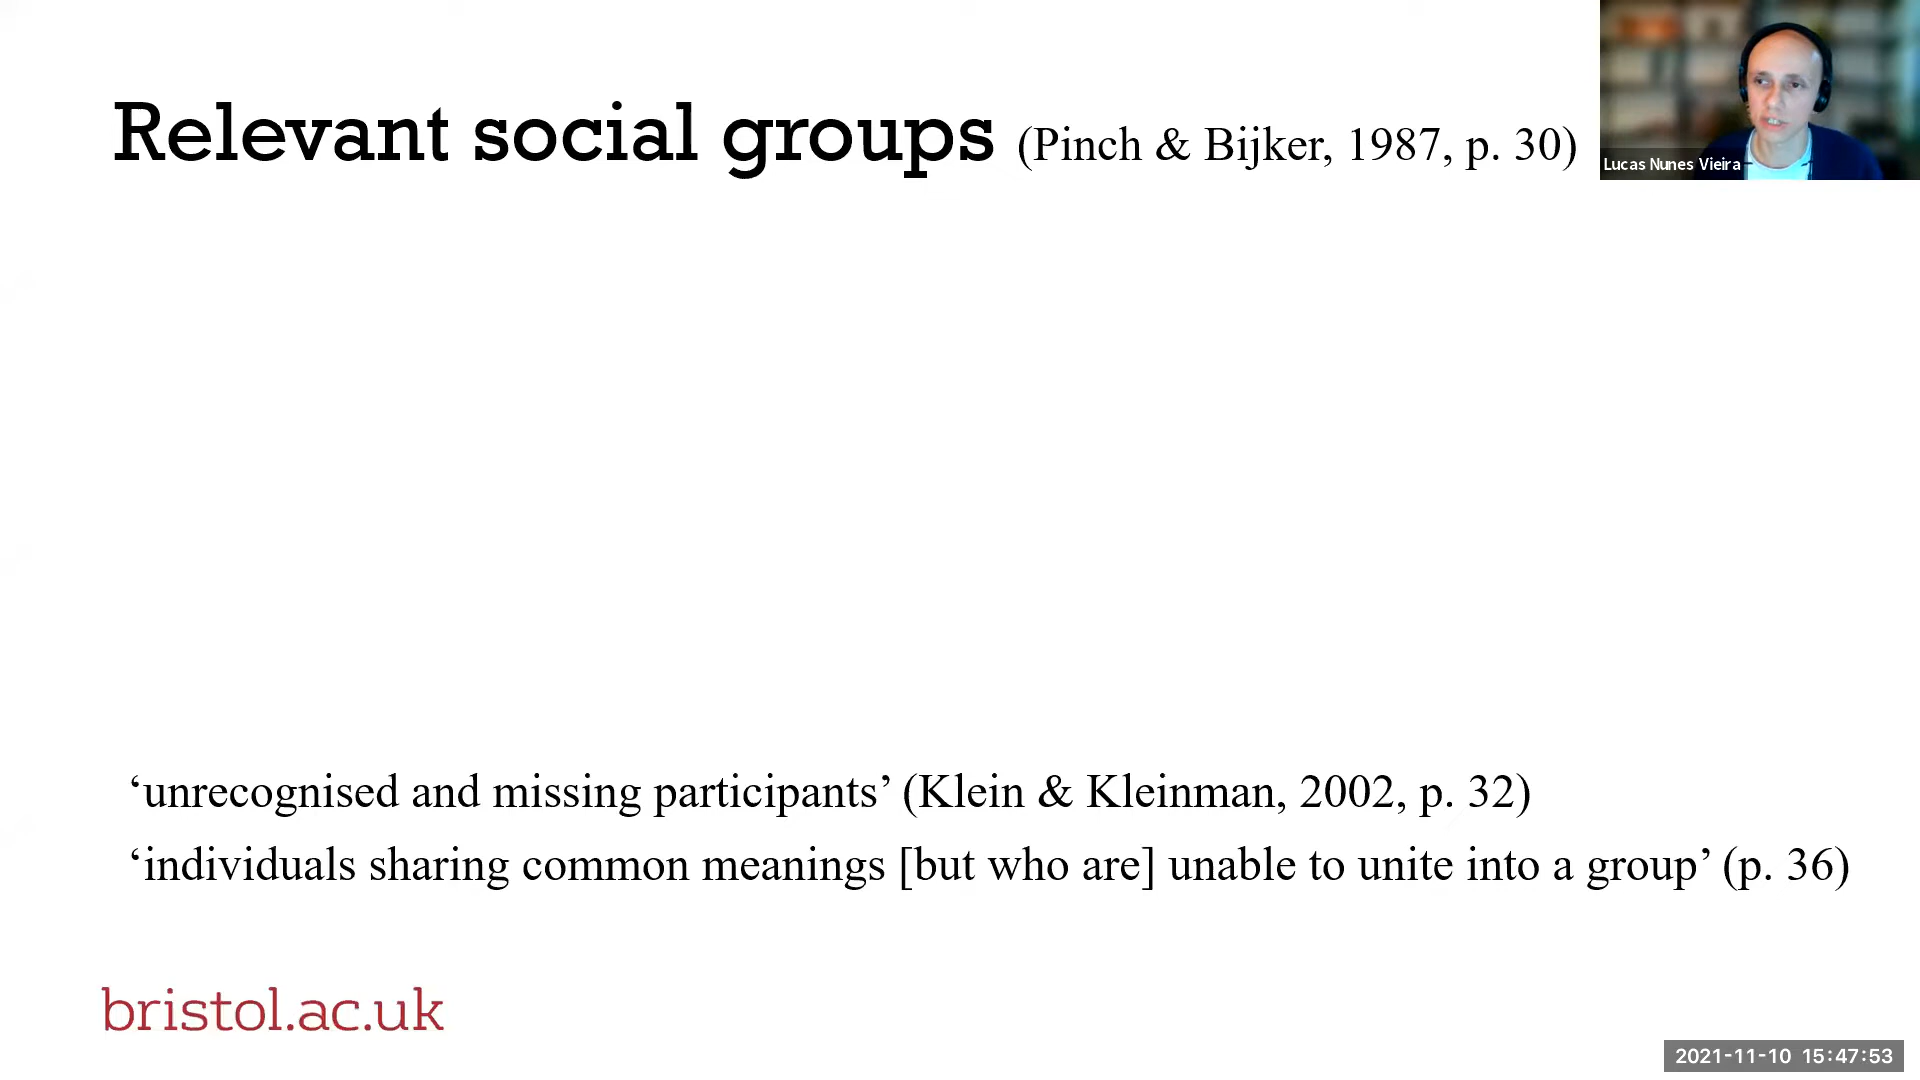 Relevant social groups (Pinch & Bijker, 1987, p. 30)
Lucas Nunes Vieira
‘unrecognised and missing participants’ (Klein & Kleinman, 2002, p. 32)
‘individuals sharing common meanings [but who are] unable to unite into a group’ (p. 36)
bristol.ac.uk
2021-11-10 15:47:53